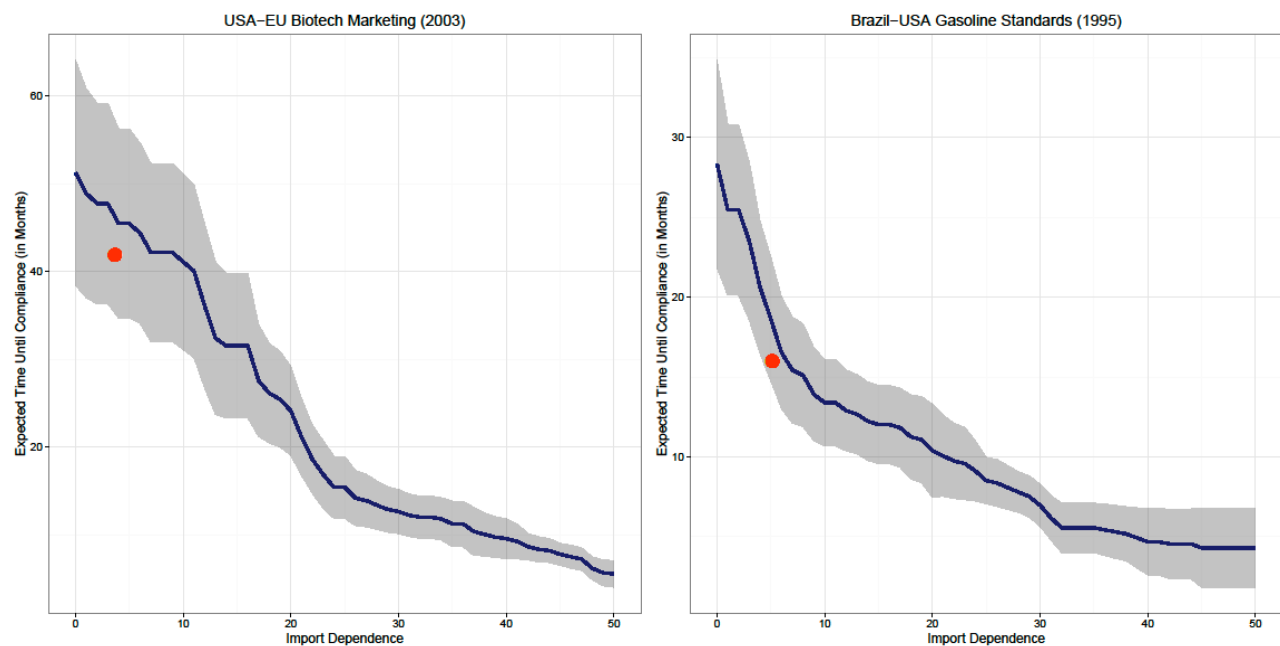 USA−EU Biotech Marketing (2003)
Expected Time Until Compliance (in Months)
60
40
20
0 10 20 30 40 50
Import Dependence
Brazil−USA Gasoline Standards (1995)
Expected Time Until Compliance (in Months)
30
20
10
0 10 20 30 40 50
Import Dependence